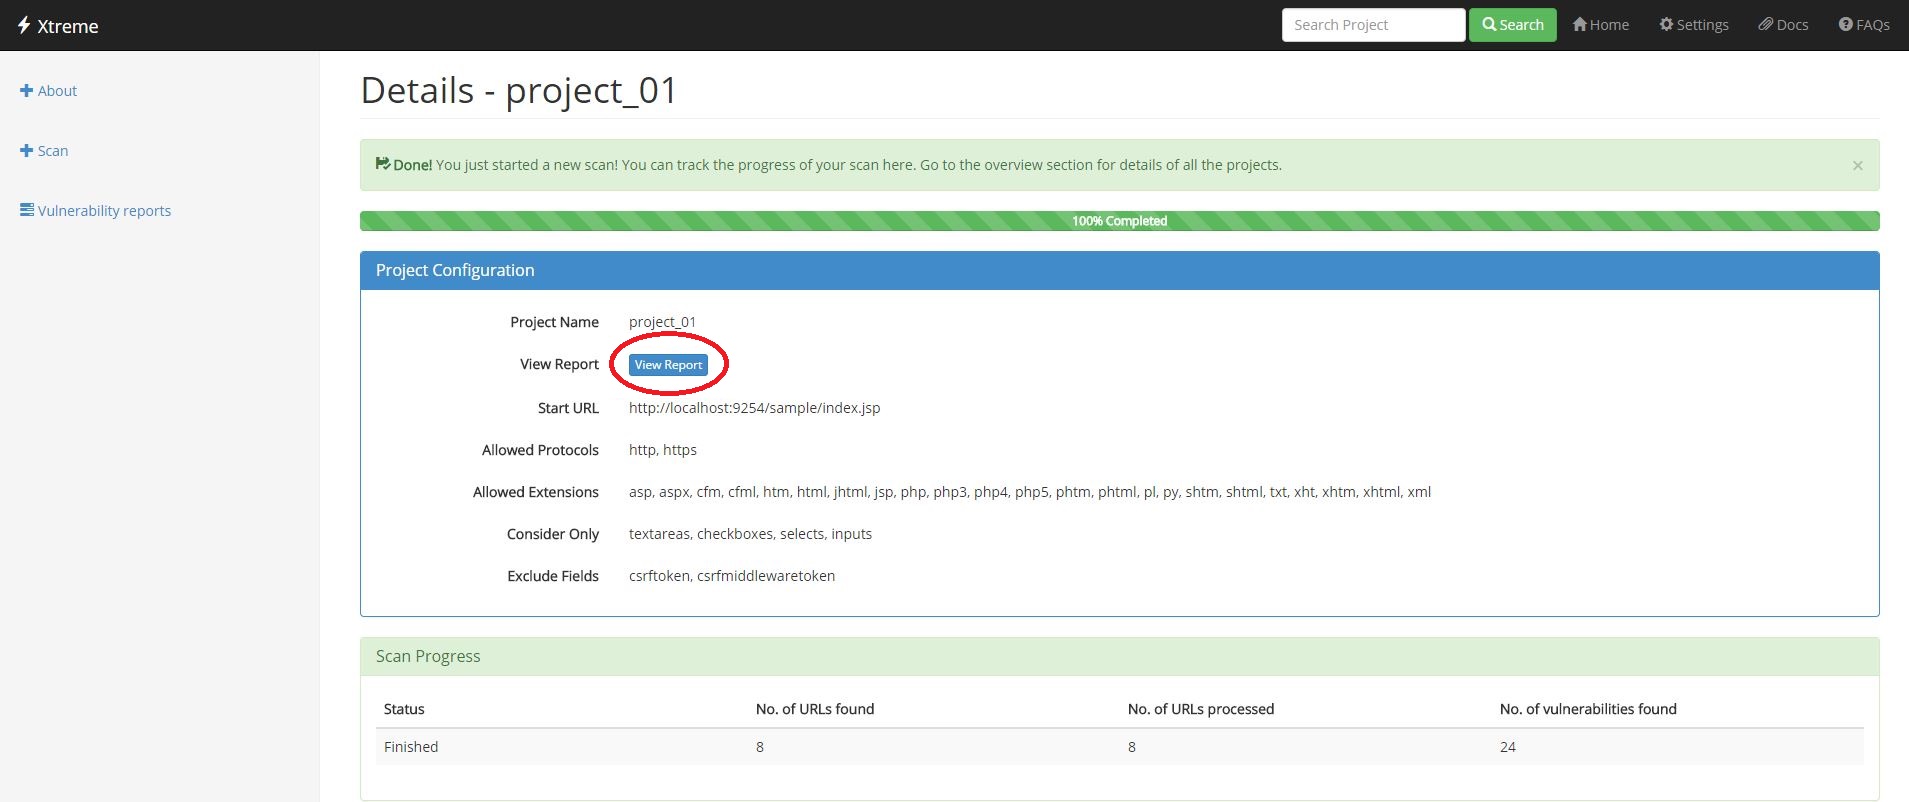 Xtreme
Search Project
Search
Home
Settings
Docs
FAQs
About
Scan
Vulnerability reports
Details - project_01
Done! You just started a new scan! You can track the progress of your scan here. Go to the overview section for details of all the projects.
×
100% Completed
Project Configuration
Project Name project_01
View Report View Report
Start URL http://localhost:9254/sample/index.jsp
Allowed Protocols http, https
Allowed Extensions asp, aspx, cfm, cfml, htm, html, jhtml, jsp, php, php3, php4, php5, phtm, phtml, pl, py, shtm, shtml, txt, xht, xhtm, xhtml, xml
Consider Only textareas, checkboxes, selects, inputs
Exclude Fields csrftoken, csrfmiddlewaretoken
Scan Progress
Status No. of URLs found No. of URLs processed No. of vulnerabilities found
Finished 8 8 24